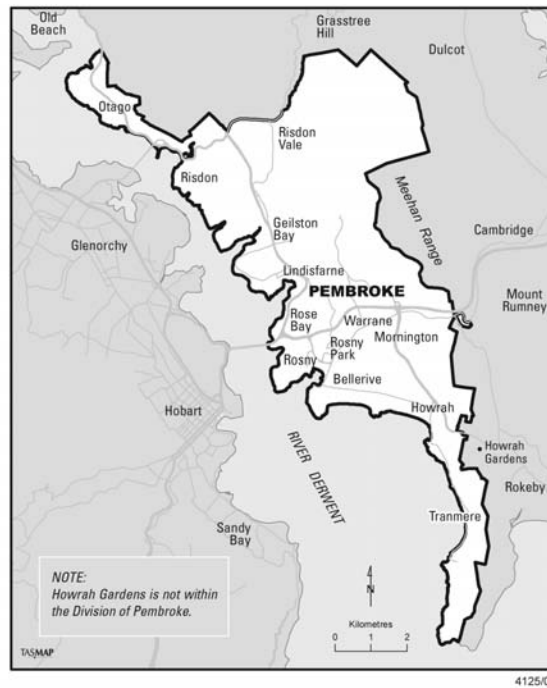 Old
Beach
Grasstree
Hill
Dulcot
Otago
Risdon
Vale
Risdon
Meehan Range
Geilston
Bay
Cambridge
Glenorchy
Lindisfarne
PEMBROKE
Mount
Rumney
Rose
Bay
Warrane
Mornington
Rosny
Park
Rosny
Bellerive
Hobart
Howrah
RIVER DERWENT
Howrah
Gardens
Rokeby
Tranmere
Sandy
Bay
NOTE:
Howrah Gardens is not within
the Division of Pembroke.
N
Kilometres
0 1 2
TASMAP